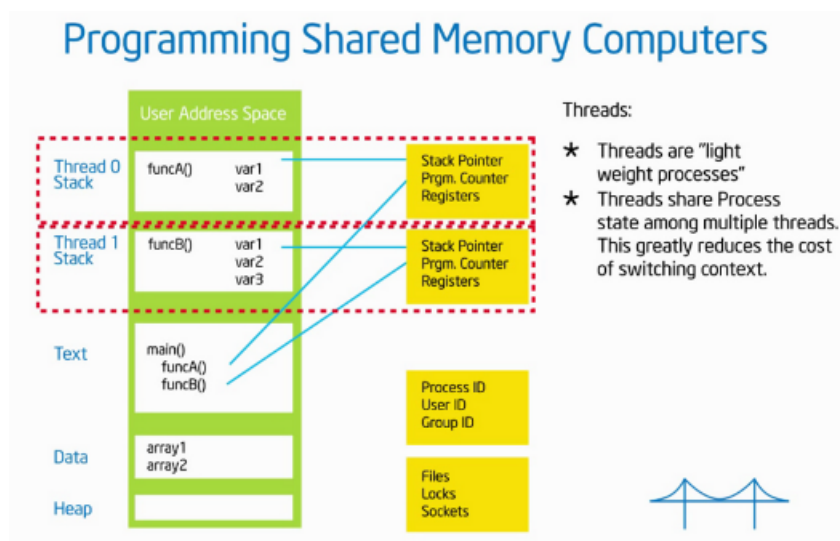 Programming Shared Memory Computers
User Address Space
Thread 0
Stack
funcA() var1
var2
Stack Pointer
Prgm. Counter
Registers
Thread 1
Stack
funcB() var1
var2
var3
Stack Pointer
Prgm. Counter
Registers
Text
main()
funcA()
funcB()
Process ID
User ID
Group ID
Data
array1
array2
Heap
Files
Locks
Sockets
Threads:
* Threads are "light
weight processes"
* Threads share Process
state among multiple threads.
This greatly reduces the cost
of switching context.